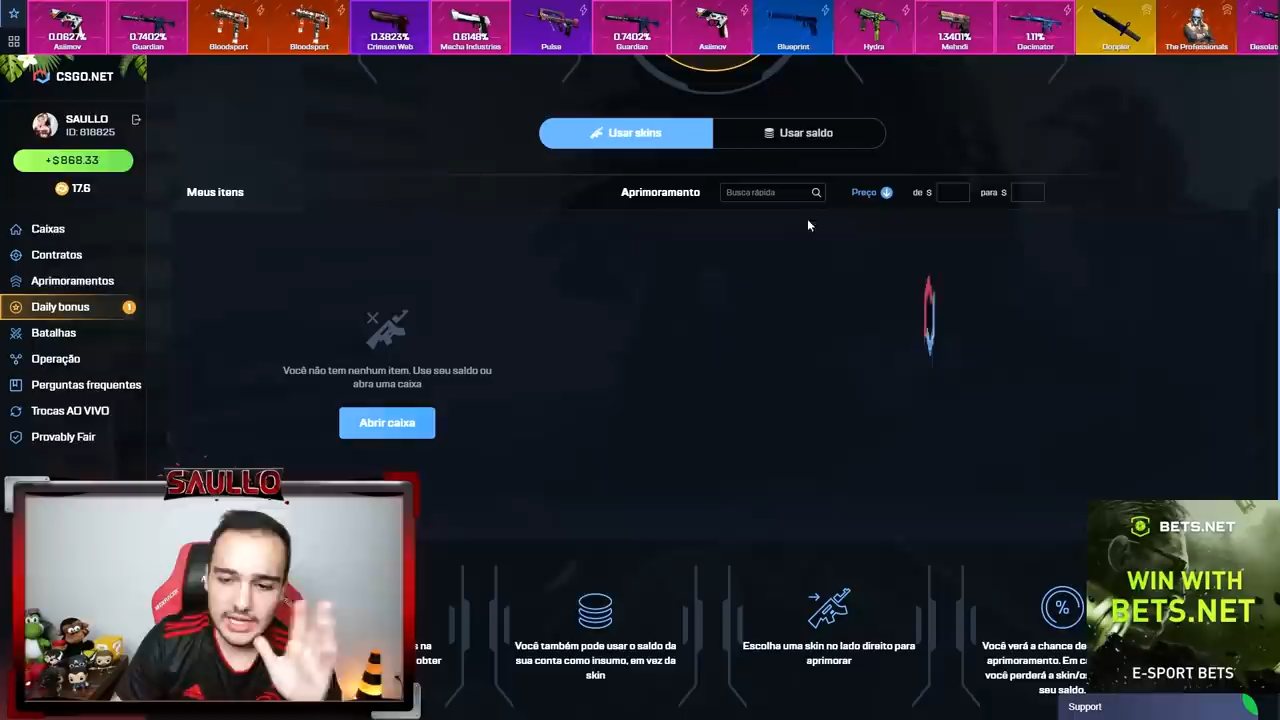 0.0627%
Asiimov
0.7402%
Guardian
Bloodsport
Bloodsport
0.3823%
Crimson Web
0.6148%
Mecha Industries
Pulse
0.7402%
Guardian
Asiimov
Blueprint
Hydra
1.3401%
Mehndi
1.11%
Decimator
Doppler
The Professionals
CSGO.NET
SAULLO
ID: 818825
+$868.33
17.6
Usar skins
Usar saldo
Meus itens
Aprimoramento
Busca rápida
Preço
de $
para $
Caixas
Contratos
Aprimoramentos
Daily bonus
1
Batalhas
Operação
Perguntas frequentes
Trocas AO VIVO
Provably Fair
Você não tem nenhum item. Use seu saldo ou
abra uma caixa
Abrir caixa
SAULLO
s na
obter
Você também pode usar o saldo da
sua conta como insumo, em vez da
skin
Escolha uma skin no lado direito para
aprimorar
%
Você verá a chance de
aprimoramento. Em c
você perderá a skin/o
seu saldo.
BETS.NET
WIN WITH
BETS.NET
E-SPORT BETS
Support